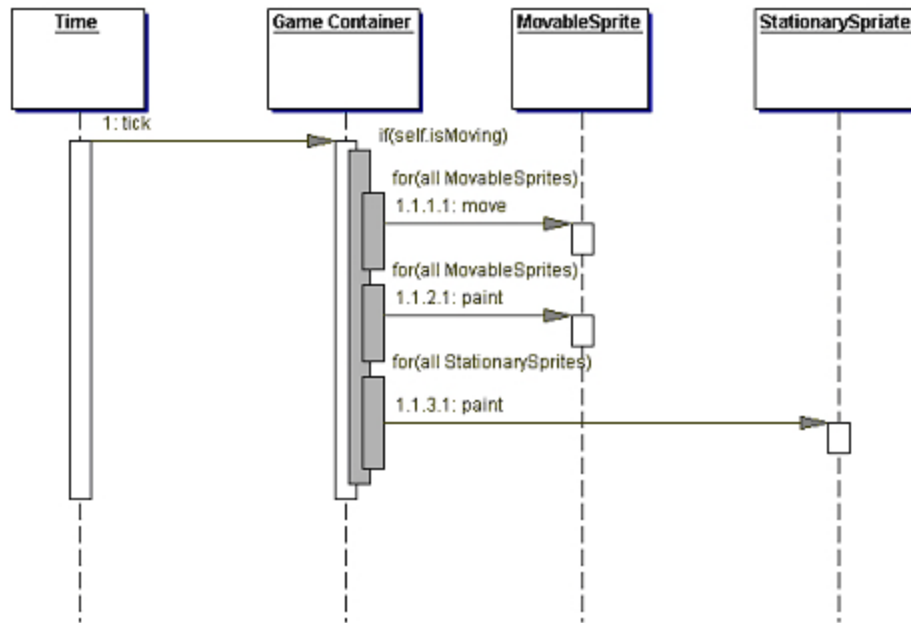 Time
Game Container
MovableSprite
StationarySpriate
1: tick
if(self.isMoving)
for(all MovableSprites)
1.1.1.1: move
for(all MovableSprites)
1.1.2.1: paint
for(all StationarySprites)
1.1.3.1: paint